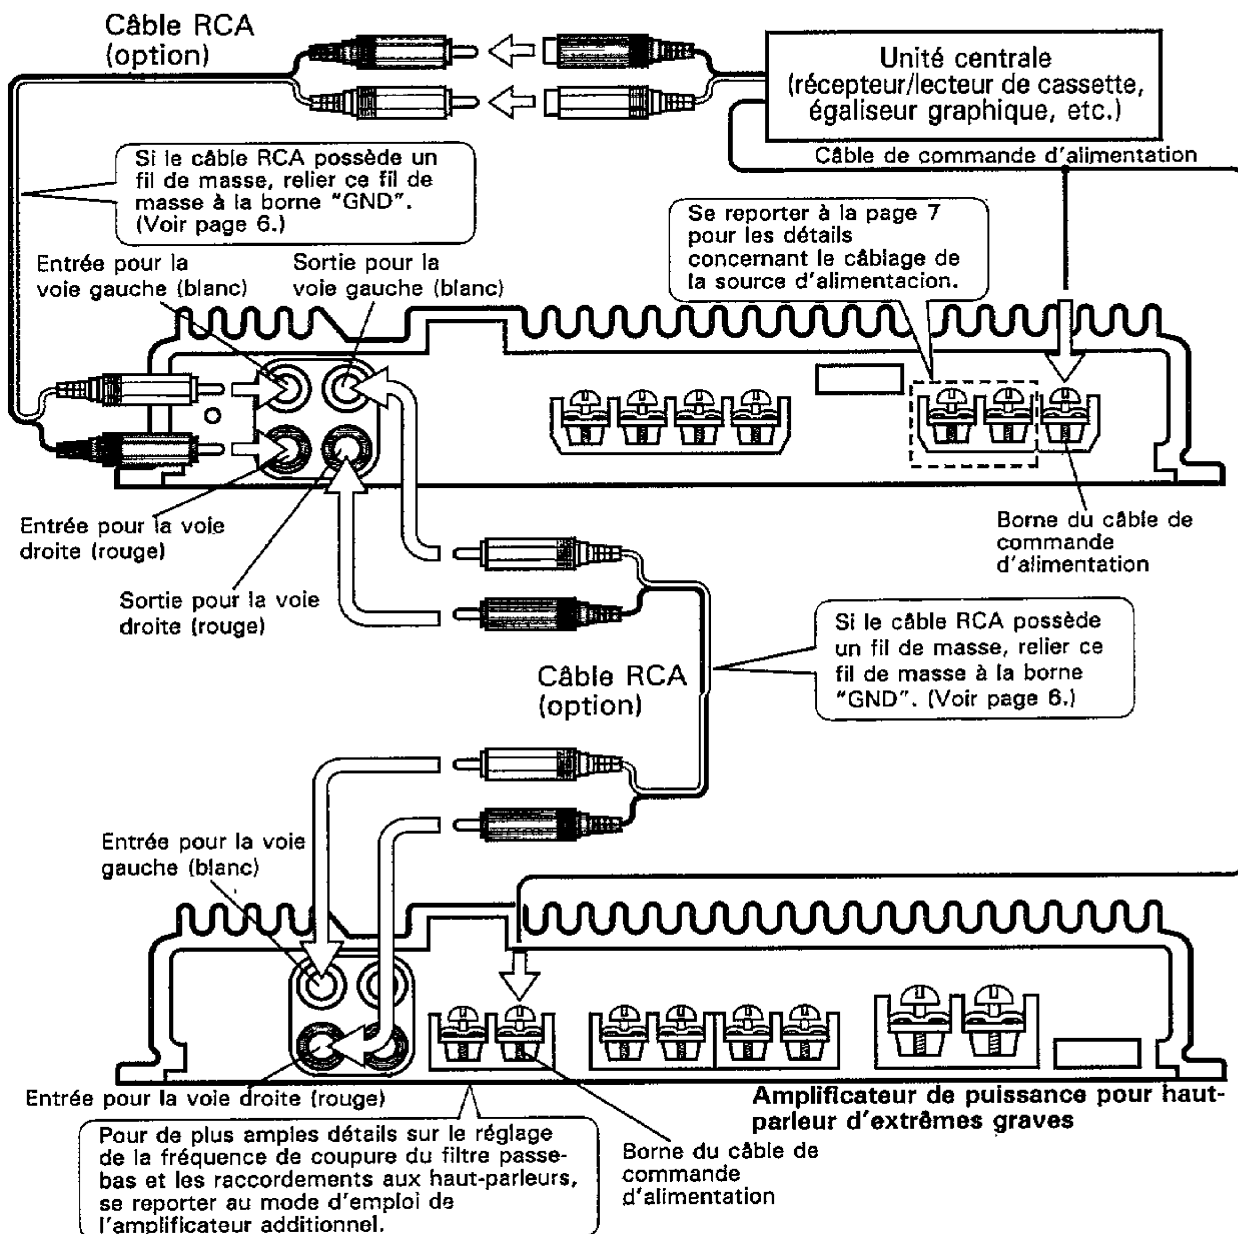 Câble RCA
(option)
Unité centrale
(récepteur/lecteur de cassette,
égaliseur graphique, etc.)
Câble de commande d'alimentation
Si le câble RCA possède un
fil de masse, relier ce fil de
masse à la borne "GND".
(Voir page 6.)
Se reporter à la page 7
pour les détails
concernant le câblage de
la source d'alimentacion.
Entrée pour la
voie gauche (blanc)
Sortie pour la
voie gauche (blanc)
Entrée pour la voie
droite (rouge)
Borne du câble de
commande
d'alimentation
Sortie pour la voie
droite (rouge)
Si le câble RCA possède
un fil de masse, relier ce
fil de masse à la borne
"GND". (Voir page 6.)
Câble RCA
(option)
Entrée pour la voie
gauche (blanc)
Entrée pour la voie droite (rouge)
Amplificateur de puissance pour haut-
parleur d'extrêmes graves
Pour de plus amples détails sur le réglage
de la fréquence de coupure du filtre passe-
bas et les raccordements aux haut-parleurs,
se reporter au mode d'emploi de
l'amplificateur additionnel.
Borne du câble de
commande
d'alimentation